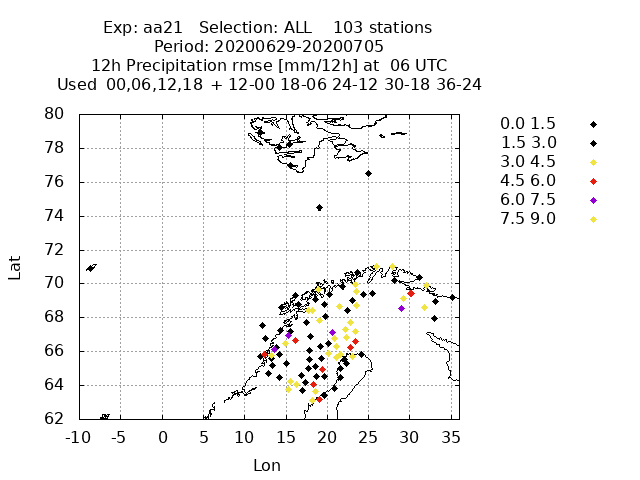 Exp: aa21 Selection: ALL 103 stations
Period: 20200629-20200705
12h Precipitation rmse [mm/12h] at 06 UTC
Used 00,06,12,18 + 12-00 18-06 24-12 30-18 36-24
80
78
76
74
72
70
68
66
64
62
Lat
-10 -5 0 5 10 15 20 25 30 35
Lon
0.0 1.5
1.5 3.0
3.0 4.5
4.5 6.0
6.0 7.5
7.5 9.0